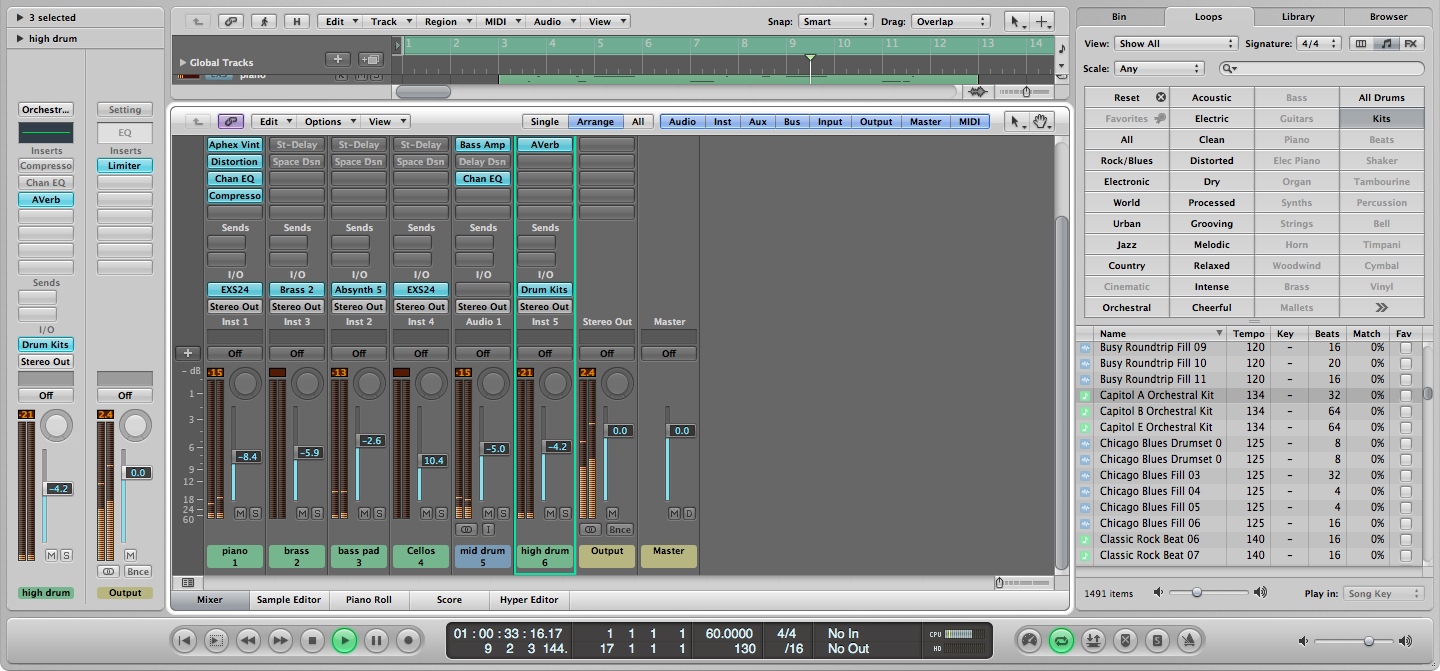 3 selected
high drum
Orchestr... Setting
EQ
Inserts Inserts
Compresso Limiter
Chan EQ
AVerb
Sends
I/O
Drum Kits
Stereo Out
Off Off
-21 2.4
-4.2 0.0
M S M
Bnce
high drum Output
H Edit Track Region MIDI Audio View Snap: Smart Drag: Overlap
1 2 3 4 5 6 7 8 9 10 11 12 13 14
Global Tracks
piano
Edit Options View Single Arrange All Audio Inst Aux Bus Input Output Master MIDI
Aphex Vint St-Delay St-Delay St-Delay Bass Amp AVerb
Distortion Space Dsn Space Dsn Space Dsn Delay Dsn
Chan EQ Chan EQ
Compresso
Sends Sends Sends Sends Sends Sends
I/O I/O I/O I/O I/O I/O
EXS24 Brass 2 Absynth 5 EXS24 Drum Kits
Stereo Out Stereo Out Stereo Out Stereo Out Stereo Out Stereo Out
Inst 1 Inst 3 Inst 2 Inst 4 Audio 1 Inst 5 Stereo Out Master
Off Off Off Off Off Off Off Off
- dB -15 -13 -15 -21 2.4
1
3
6
9
12
18
24
60
-8.4 -5.9 -2.6 10.4 -5.0 -4.2 0.0 0.0
M S M S M S M S M S M S M M D
I Bnce
piano brass bass pad Cellos mid drum high drum Output Master
1 2 3 4 5 6
Mixer Sample Editor Piano Roll Score Hyper Editor
01 : 00 : 33 : 16.17 1 1 1 1 60.0000 4/4 No In CPU
9 2 3 144. 17 1 1 1 130 /16 No Out HD
Bin Loops Library Browser
View: Show All Signature: 4/4 FX
Scale: Any
Reset Acoustic Bass All Drums
Favorites Electric Guitars Kits
All Clean Piano Beats
Rock/Blues Distorted Elec Piano Shaker
Electronic Dry Organ Tambourine
World Processed Synths Percussion
Urban Grooving Strings Bell
Jazz Melodic Horn Timpani
Country Relaxed Woodwind Cymbal
Cinematic Intense Brass Vinyl
Orchestral Cheerful Mallets
Name Tempo Key Beats Match Fav
Busy Roundtrip Fill 09 120 - 16 0%
Busy Roundtrip Fill 10 120 - 20 0%
Busy Roundtrip Fill 11 120 - 16 0%
Capitol A Orchestral Kit 134 - 32 0%
Capitol B Orchestral Kit 134 - 64 0%
Capitol E Orchestral Kit 134 - 64 0%
Chicago Blues Drumset 0 125 - 8 0%
Chicago Blues Drumset 0 125 - 8 0%
Chicago Blues Fill 03 125 - 32 0%
Chicago Blues Fill 04 125 - 4 0%
Chicago Blues Fill 05 125 - 4 0%
Chicago Blues Fill 06 125 - 16 0%
Classic Rock Beat 06 140 - 16 0%
Classic Rock Beat 07 140 - 16 0%
1491 items Play in: Song Key